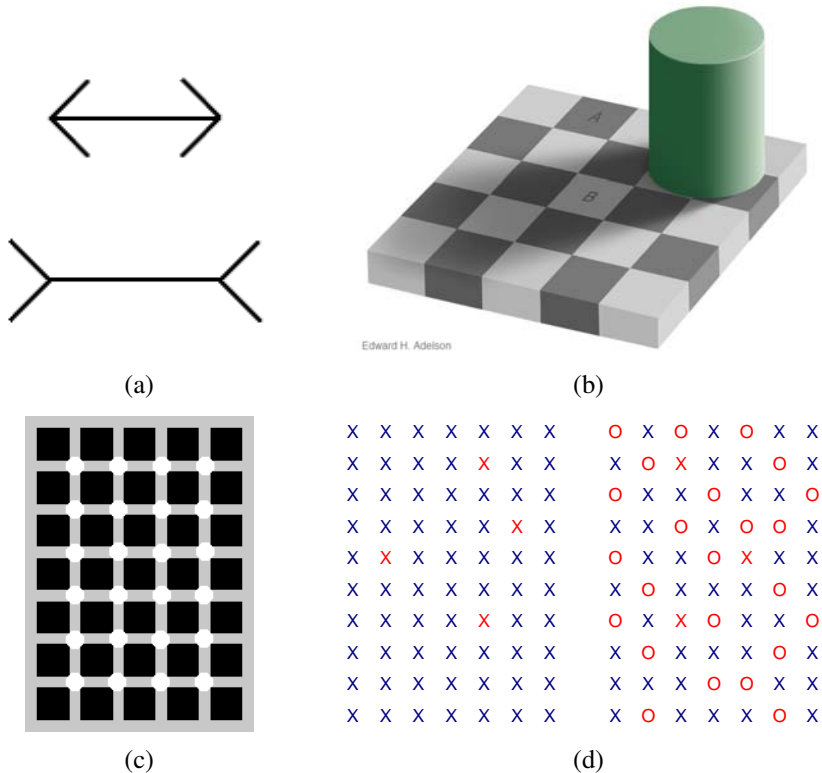 A
B
Edward H. Adelson
(a)
(b)
X X X X X X X
X X X X X X X
X X X X X X X
X X X X X X X
X X X X X X X
X X X X X X X
X X X X X X X
X X X X X X X
X X X X X X X
X X X X X X X
O X O X O X X
X O X X X O X
O X X O X X O
X X O X O O X
O X X O X X X
X O X X X O X
O X X O X X O
X O X X X O X
X X X O O X X
X O X X X O X
(c)
(d)